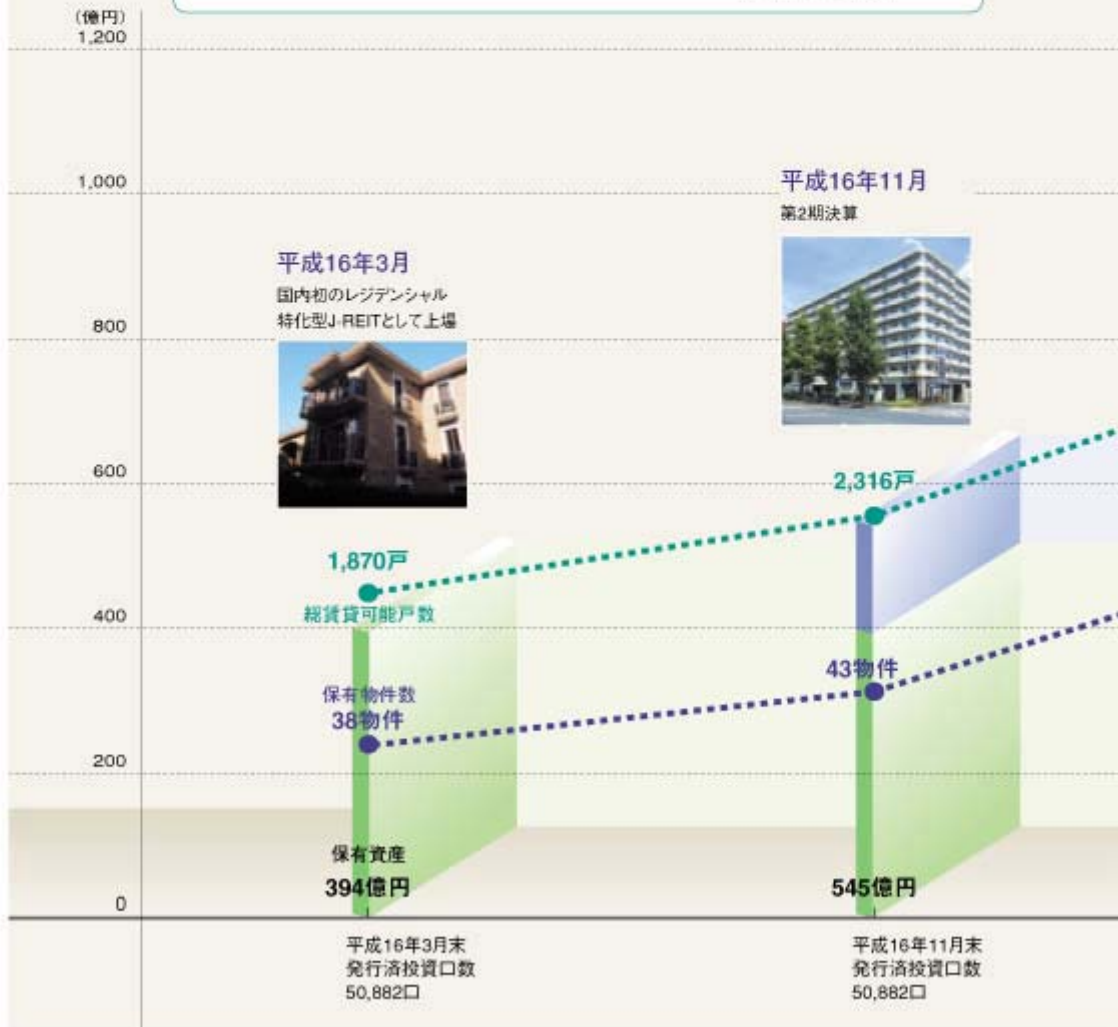 (億円)
1,200
1,000
800
600
400
200
0
平成16年3月
国内初のレジデンシャル
特化型J-REITとして上場
1,870戸
総賃貸可能戸数
保有物件数
38物件
保有資産
394億円
平成16年3月末
発行済投資口数
50,882口
平成16年11月
第2期決算
2,316戸
43物件
545億円
平成16年11月末
発行済投資口数
50,882口